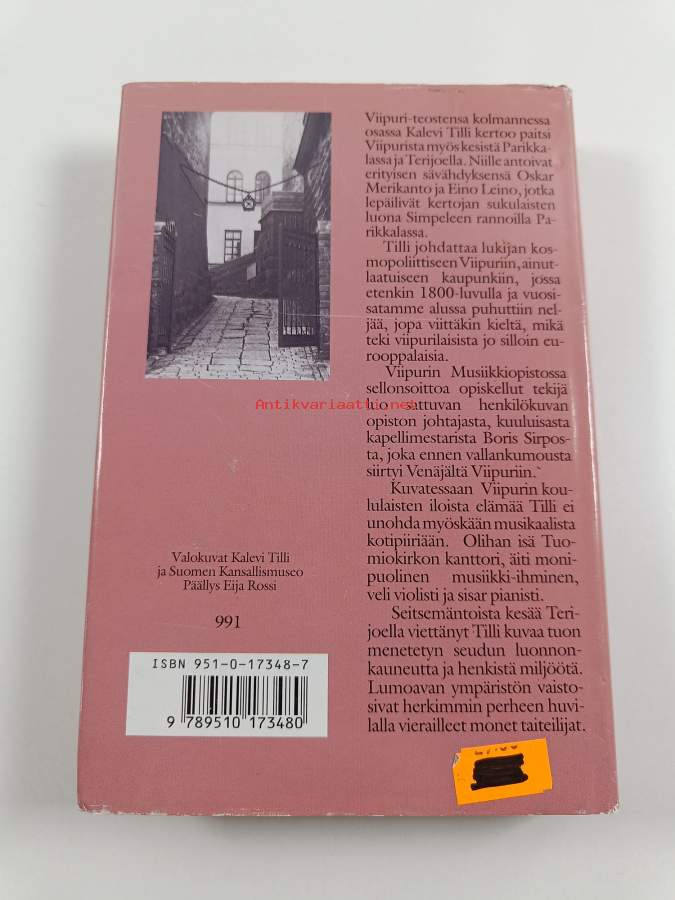 Viipuri-teostensa kolmannessa
osassa Kalevi Tilli kertoo paitsi
Viipurista myös kesistä Parikka-
lassa ja Terijoella. Niille antoivat
erityisen sävähdyksensä Oskar
Merikanto ja Eino Leino, jotka
lepäilivät kertojan sukulaisten
luona Simpeleen rannoilla Pa-
rikkalassa.
Tilli johdattaa lukijan kos-
mopoliittiseen Viipuriin, ainut-
laatuiseen kaupunkiin, jossa
etenkin 1800-luvulla ja vuosi-
satamme alussa puhuttiin nel-
jää, jopa viittäkin kieltä, mikä
teki viipurilaisista jo silloin eu-
rooppalaisia.
Viipurin Musiikkiopistossa
sellonsoittoa opiskellut tekijä
luo sattuvan henkilökuvan
opiston johtajasta, kuuluisasta
kapellimestarista Boris Sirpos-
ta, joka ennen vallankumousta
siirtyi Venäjältä Viipuriin.
Kuvatessaan Viipurin kou-
lulaisten iloista elämää Tilli ei
unohda myöskään musikaalista
kotipiiriään. Olihan isä Tuo-
miokirkon kanttori, äiti moni-
puolinen musiikki-ihminen,
veli violisti ja sisar pianisti.
Seitsemäntoista kesää Teri-
joella viettänyt Tilli kuvaa tuon
menetetyn seudun luonnon-
kauneutta ja henkistä miljöötä.
Lumoavan ympäristön vaisto-
sivat herkimmin perheen huvi-
lalla vierailleet monet taiteilijat.
Antikvariaatti.net
Valokuvat Kalevi Tilli
ja Suomen Kansallismuseo
Päällys Eija Rossi
991
ISBN 951-0-17348-7
9 789510 173480